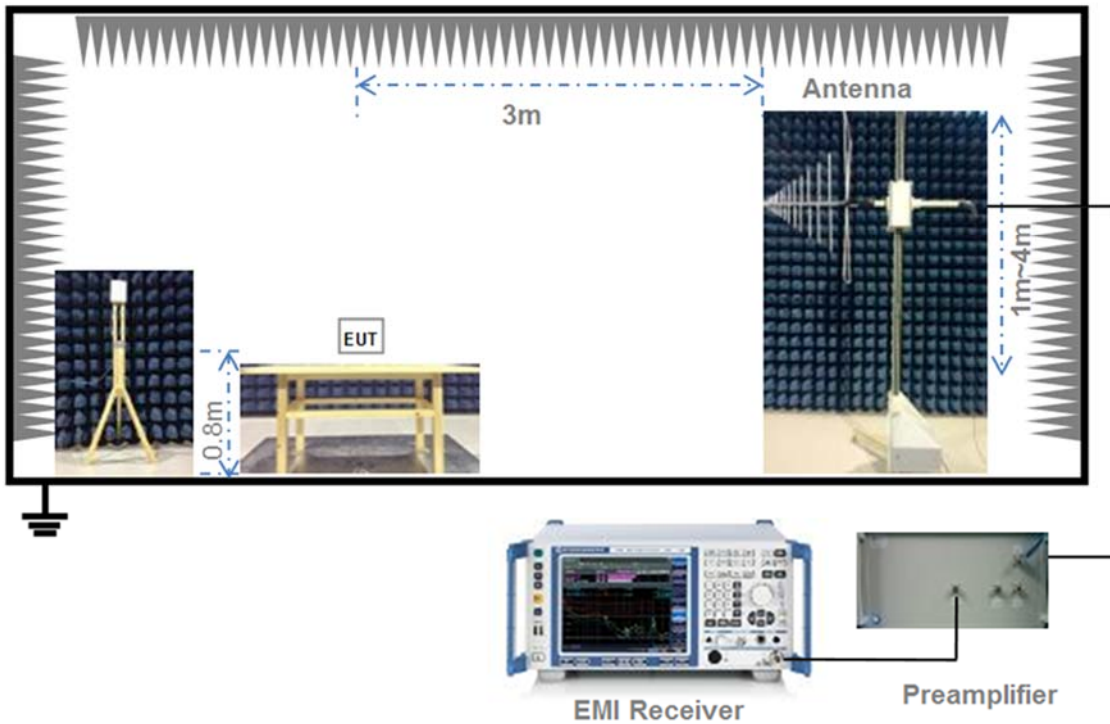 3m
Antenna
1m~4m
EUT
0.8m
EMI Receiver
Preamplifier